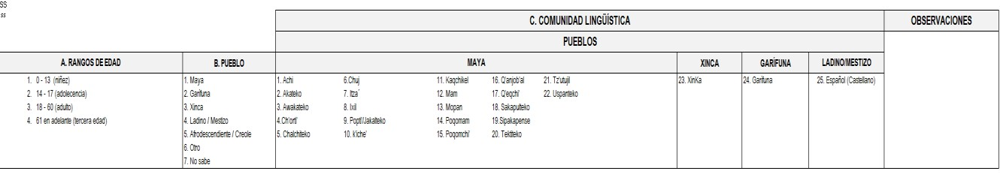 SS
ss
C. COMUNIDAD LINGÜÍSTICA
OBSERVACIONES
PUEBLOS
A. RANGOS DE EDAD
B. PUEBLO
MAYA
XINCA
GARÍFUNA
LADINO/MESTIZO
1. 0 - 13 (niñez)
2. 14 - 17 (adolecencia)
3. 18 - 60 (adulto)
4. 61 en adelante (tercera edad)
1. Maya
2. Garifuna
3. Xinca
4. Ladino / Mestizo
5. Afrodescendiente / Creole
6. Otro
7. No sabe
1. Achi
2. Akateko
3. Awakateko
4.Ch'orti'
5. Chalchiteko
6.Chuj
7. Itza´
8. Ixil
9. Popti'/Jakalteko
10. k'iche'
11. Kaqchikel
12. Mam
13. Mopan
14. Poqomam
15. Poqomchi'
16. Q'anjob'al
17. Q'eqchi'
18. Sakapulteko
19.Sipakapense
20. Tektiteko
21. Tz'utujil
22. Uspanteko
23. XinKa
24. Garifuna
25. Español (Castellano)